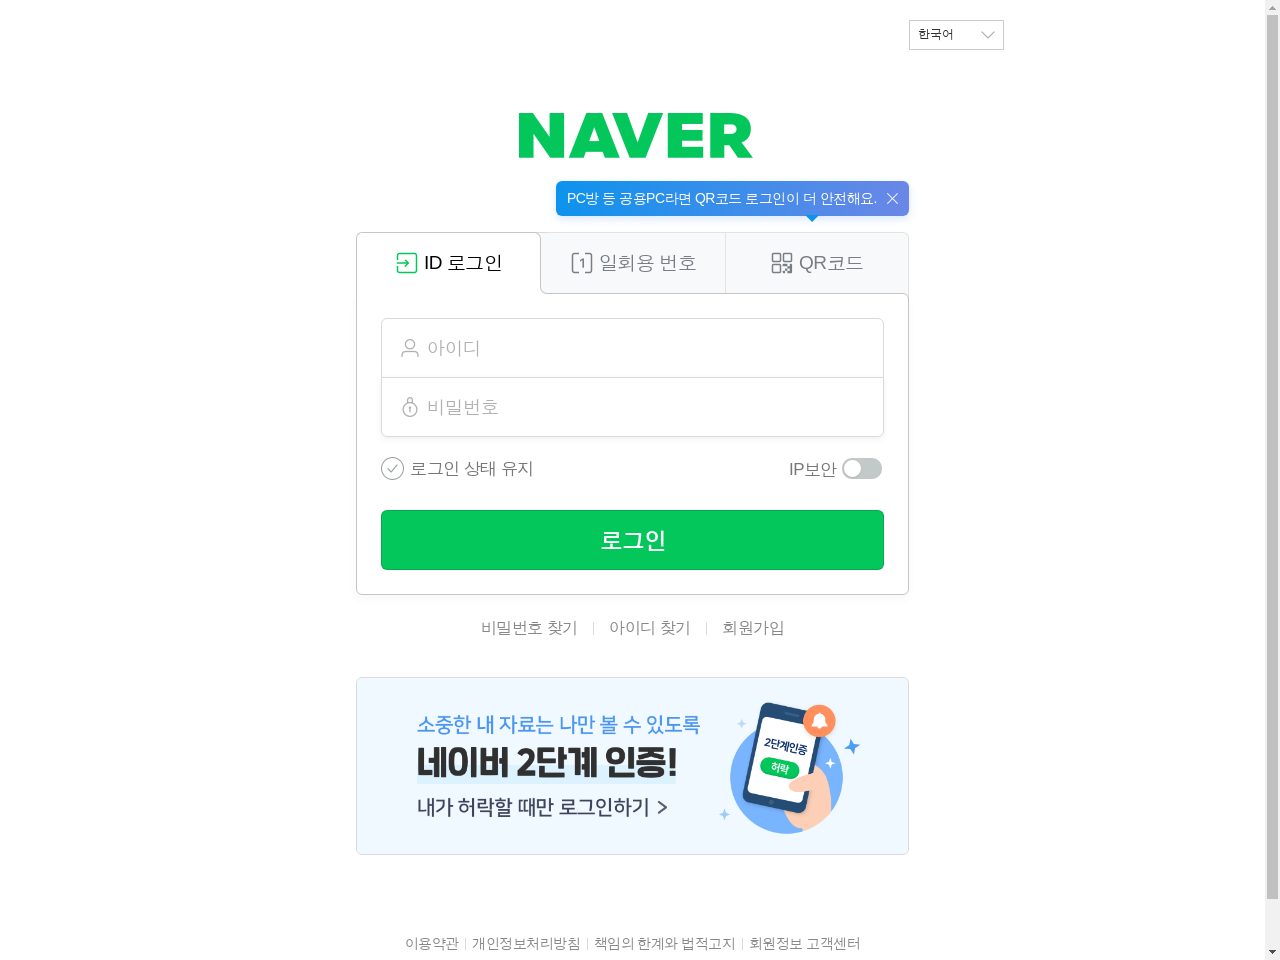 한국어
NAVER
PC방 등 공용PC라면 QR코드 로그인이 더 안전해요.
ID 로그인
1 일회용 번호
QR코드
아이디
비밀번호
로그인 상태 유지
IP보안
로그인
비밀번호 찾기
아이디 찾기
회원가입
소중한 내 자료는 나만 볼 수 있도록
네이버 2단계 인증!
내가 허락할 때만 로그인하기 >
2단계인증
허락
이용약관
개인정보처리방침
책임의 한계와 법적고지
회원정보 고객센터